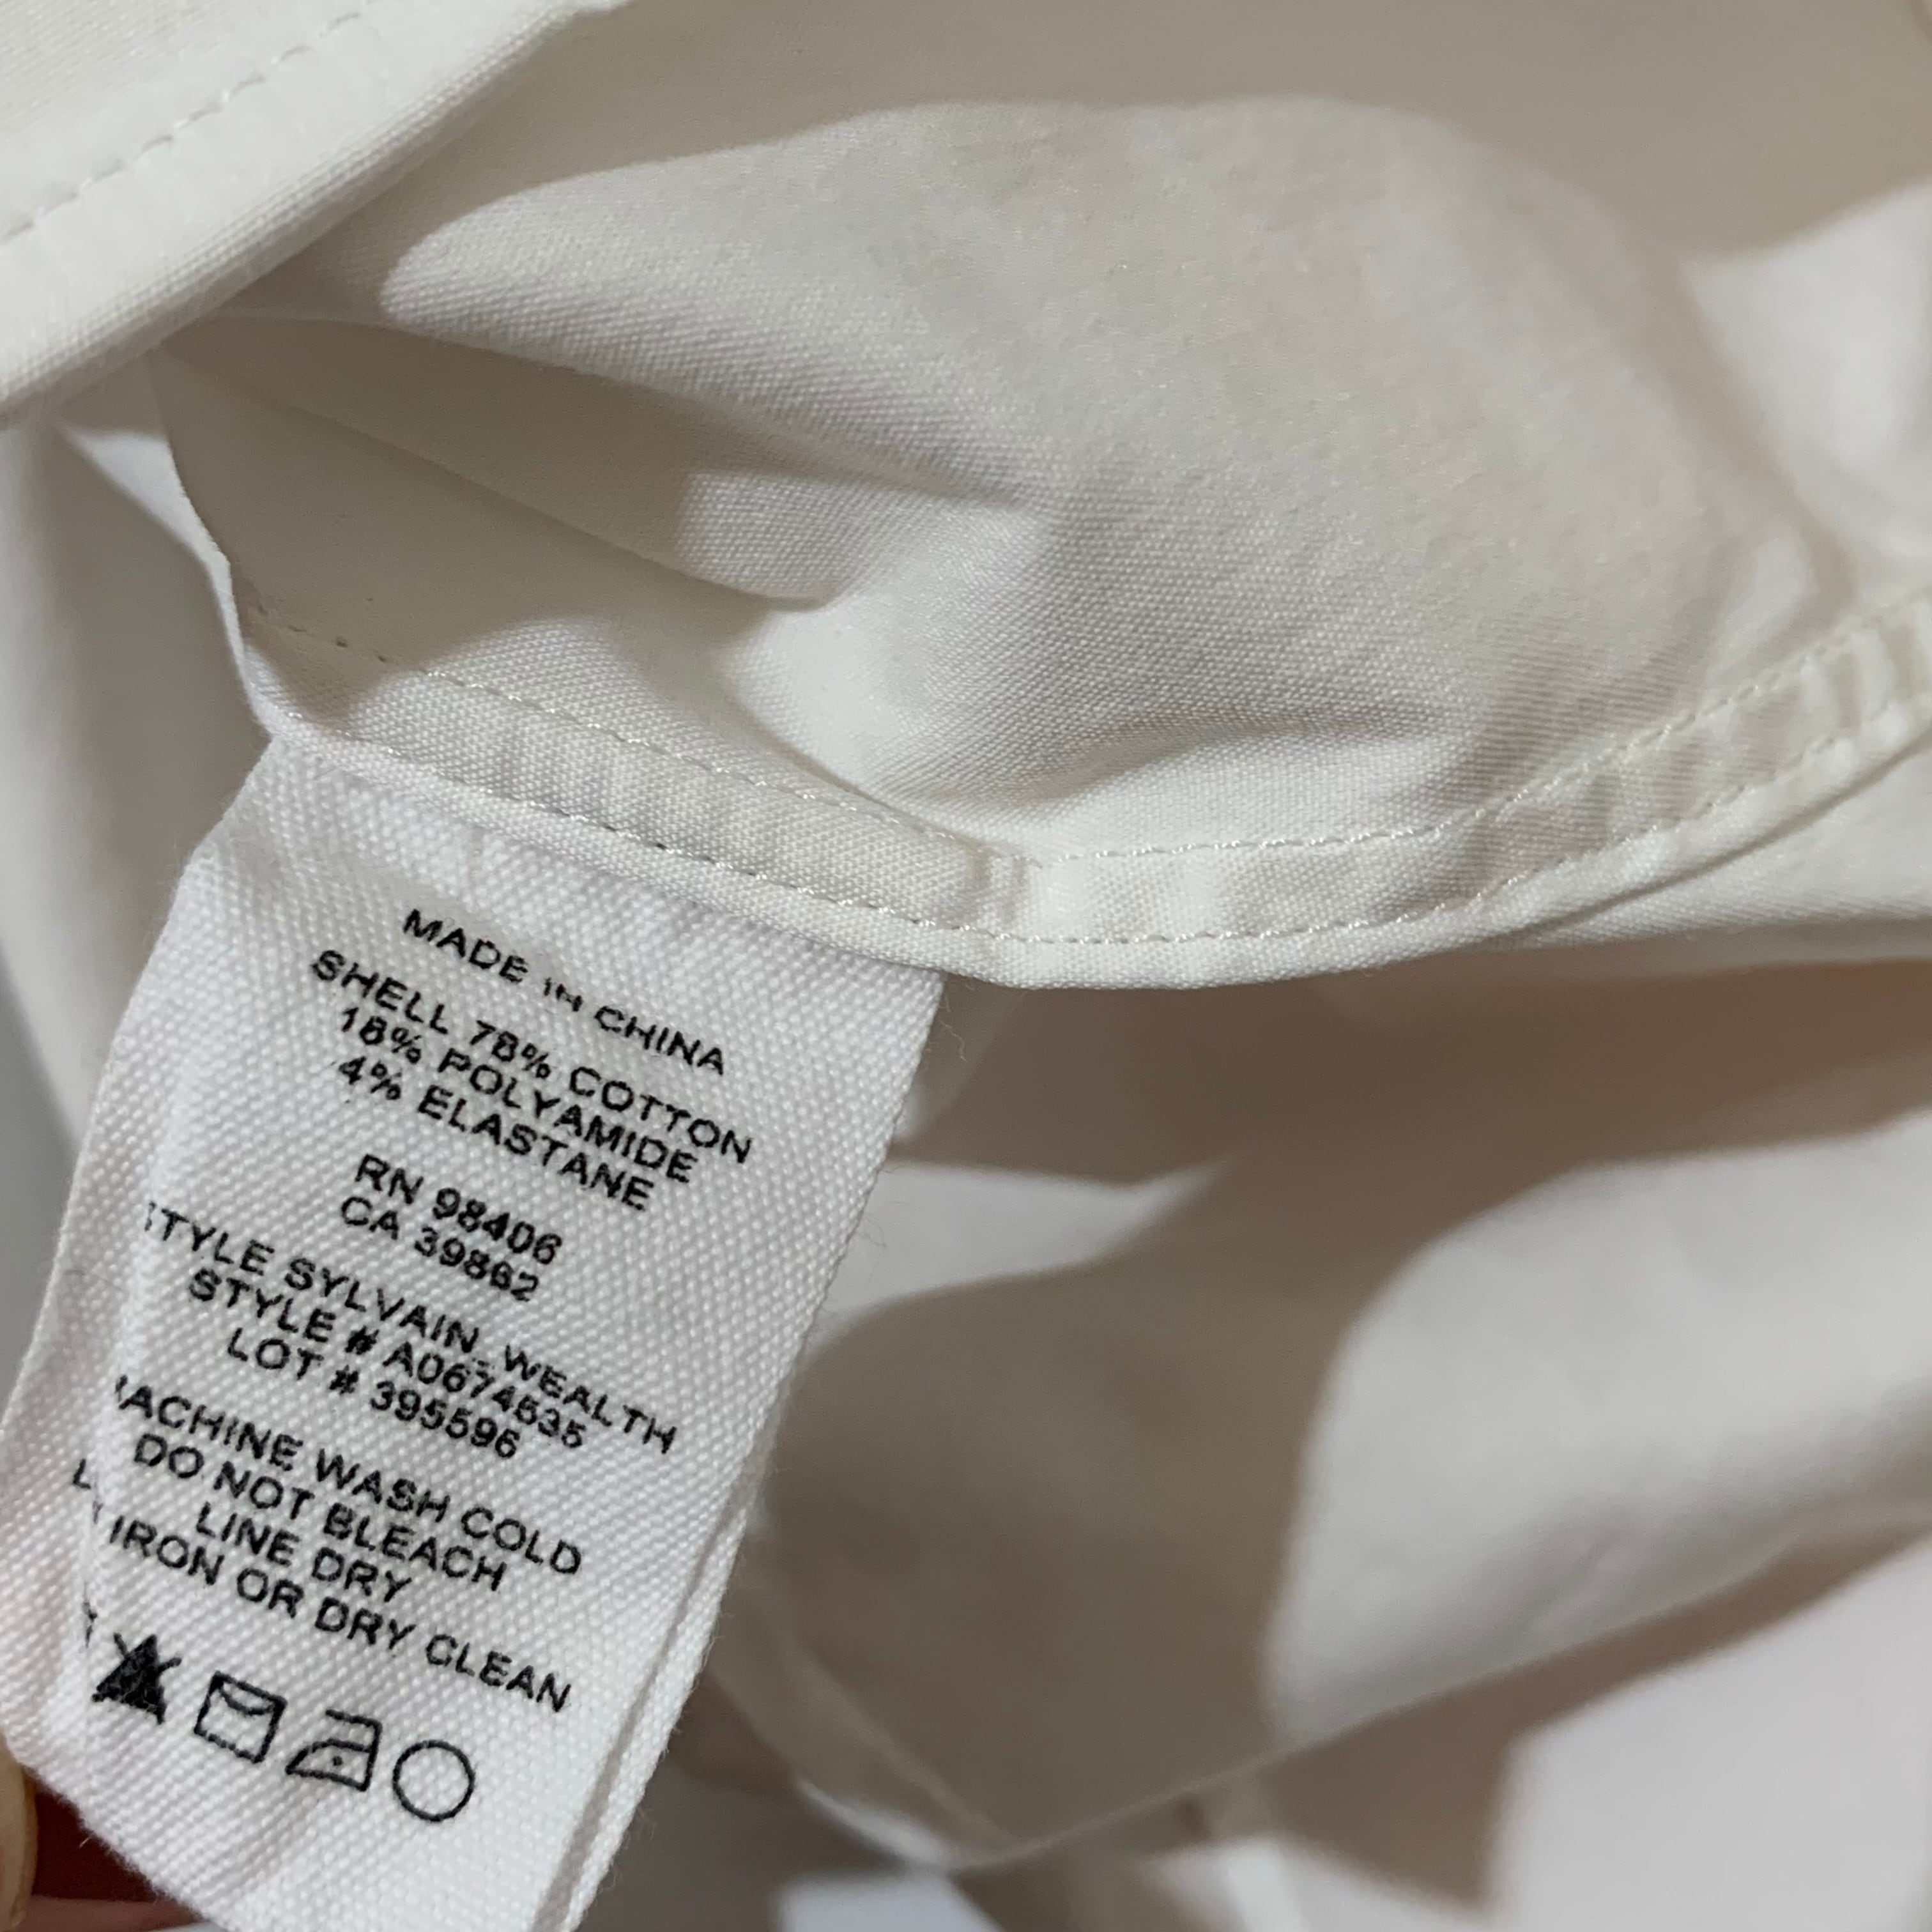 MADE IN CHINA
SHELL 78% COTTON
18% POLYAMIDE
4% ELASTANE
RN 98406
CA 39862
STYLE SYLVAIN_WEALTH
STYLE # A0674535
LOT # 395596
MACHINE WASH COLD
DO NOT BLEACH
LINE DRY
IRON OR DRY CLEAN